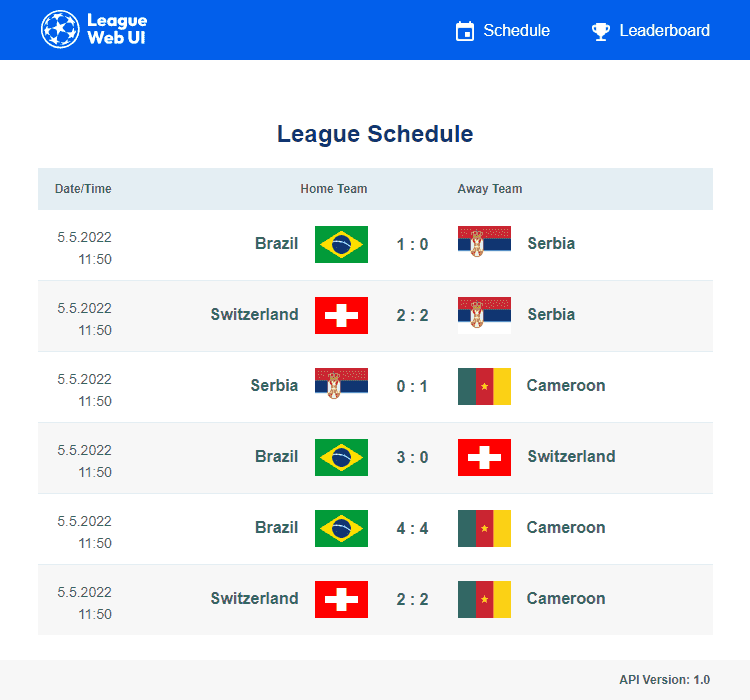 League
Web UI
Schedule
Leaderboard
League Schedule
Date/Time Home Team Away Team
5.5.2022
11:50
Brazil 1 : 0 Serbia
5.5.2022
11:50
Switzerland 2 : 2 Serbia
5.5.2022
11:50
Serbia 0 : 1 Cameroon
5.5.2022
11:50
Brazil 3 : 0 Switzerland
5.5.2022
11:50
Brazil 4 : 4 Cameroon
5.5.2022
11:50
Switzerland 2 : 2 Cameroon
API Version: 1.0